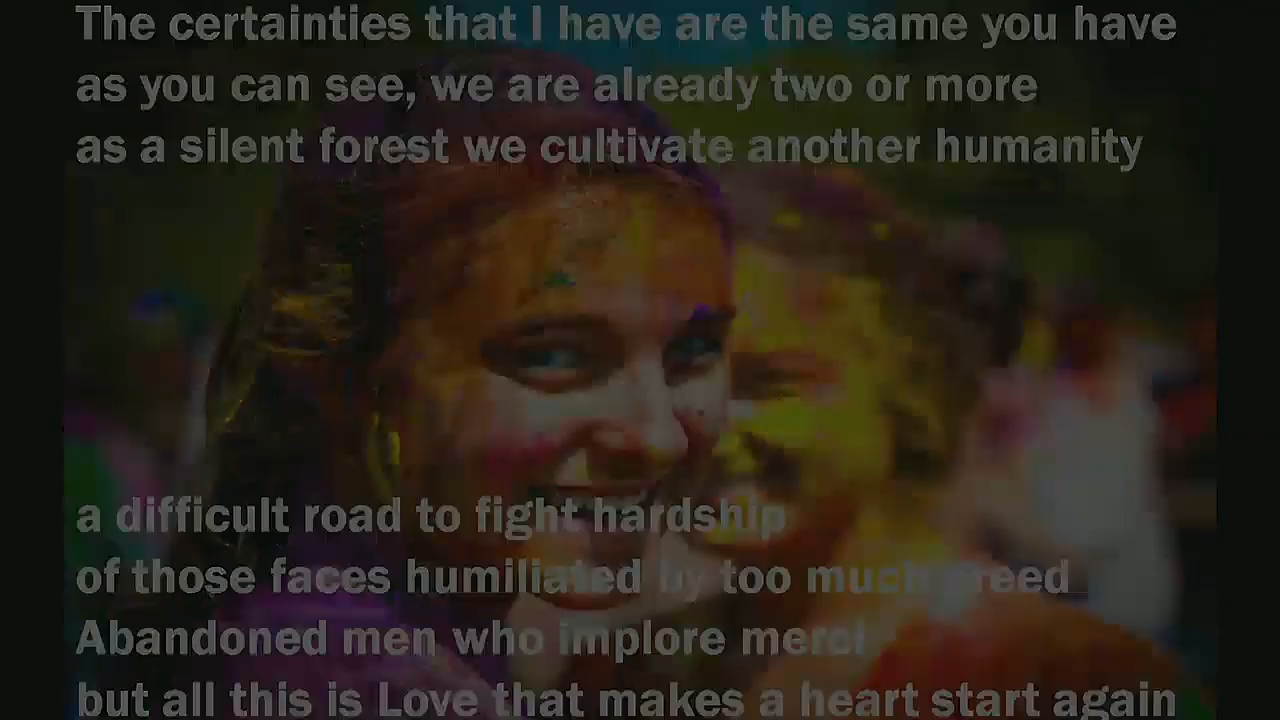 The certainties that I have are the same you have
as you can see, we are already two or more
as a silent forest we cultivate another humanity
a difficult road to fight hardship
of those faces humiliated by too much greed
Abandoned men who implore merci
but all this is Love that makes a heart start again